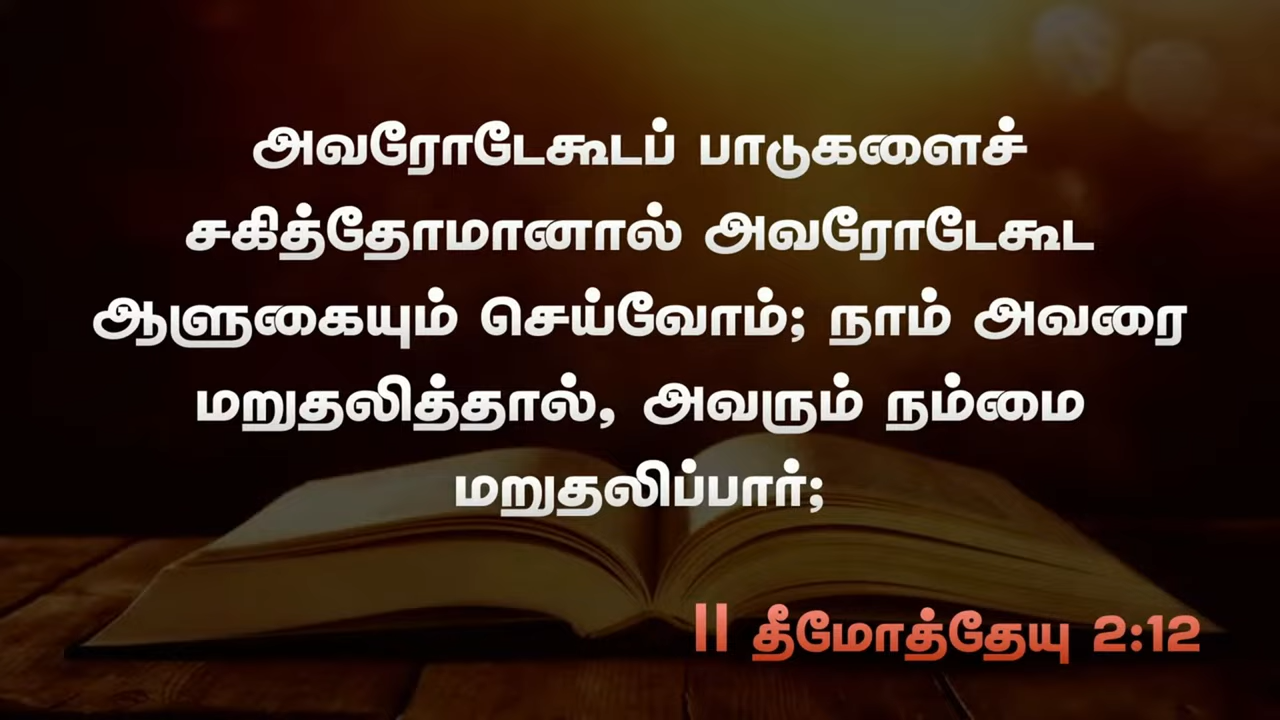 அவரோடேகூடப் பாடுகளைச்
சகித்தோமானால் அவரோடேகூட
ஆளுகையும் செய்வோம்; நாம் அவரை
மறுதலித்தால், அவரும் நம்மை
மறுதலிப்பார்;
II தீமோத்தேயு 2:12